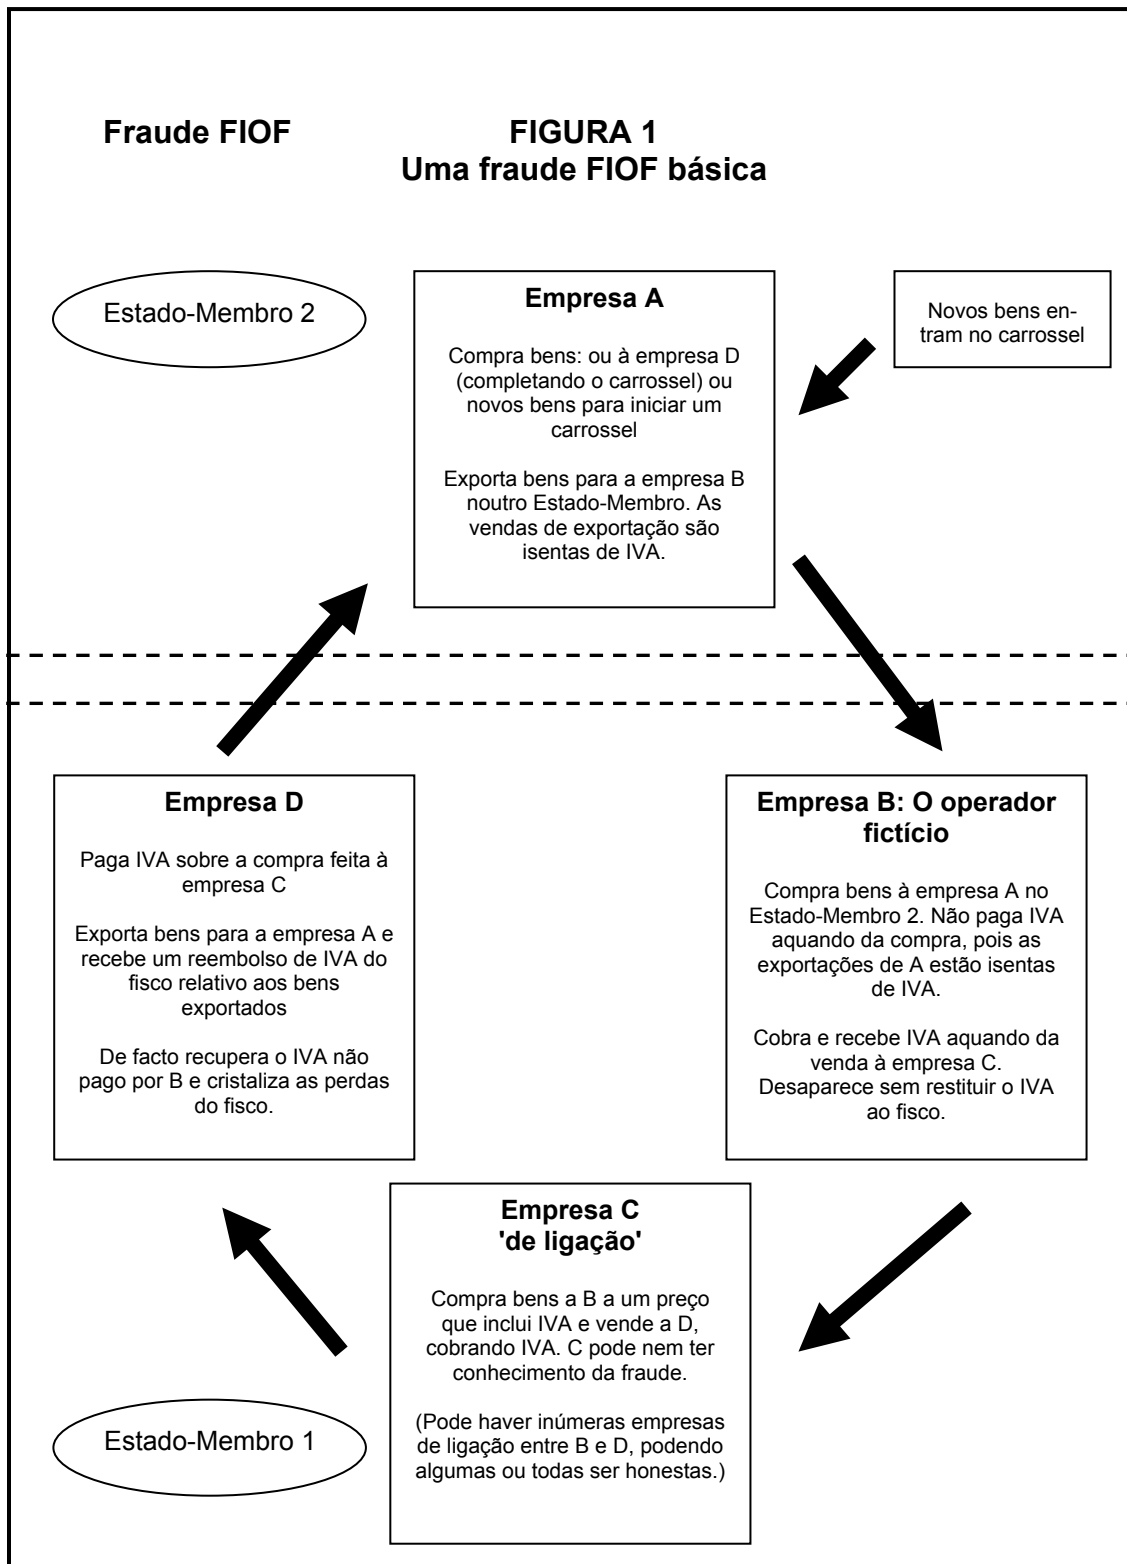 Fraude FIOF
FIGURA 1
Uma fraude FIOF básica
Estado-Membro 2
Empresa A
Compra bens: ou à empresa D
(completando o carrossel) ou
novos bens para iniciar um
carrossel
Exporta bens para a empresa B
noutro Estado-Membro. As
vendas de exportação são
isentas de IVA.
Novos bens en-
tram no carrossel
Empresa D
Paga IVA sobre a compra feita à
empresa C
Exporta bens para a empresa A e
recebe um reembolso de IVA do
fisco relativo aos bens
exportados
De facto recupera o IVA não
pago por B e cristaliza as perdas
do fisco.
Empresa B: O operador
fictício
Compra bens à empresa A no
Estado-Membro 2. Não paga IVA
aquando da compra, pois as
exportações de A estão isentas
de IVA.
Cobra e recebe IVA aquando da
venda à empresa C.
Desaparece sem restituir o IVA
ao fisco.
Empresa C
'de ligação'
Compra bens a B a um preço
que inclui IVA e vende a D,
cobrando IVA. C pode nem ter
conhecimento da fraude.
(Pode haver inúmeras empresas
de ligação entre B e D, podendo
algumas ou todas ser honestas.)
Estado-Membro 1